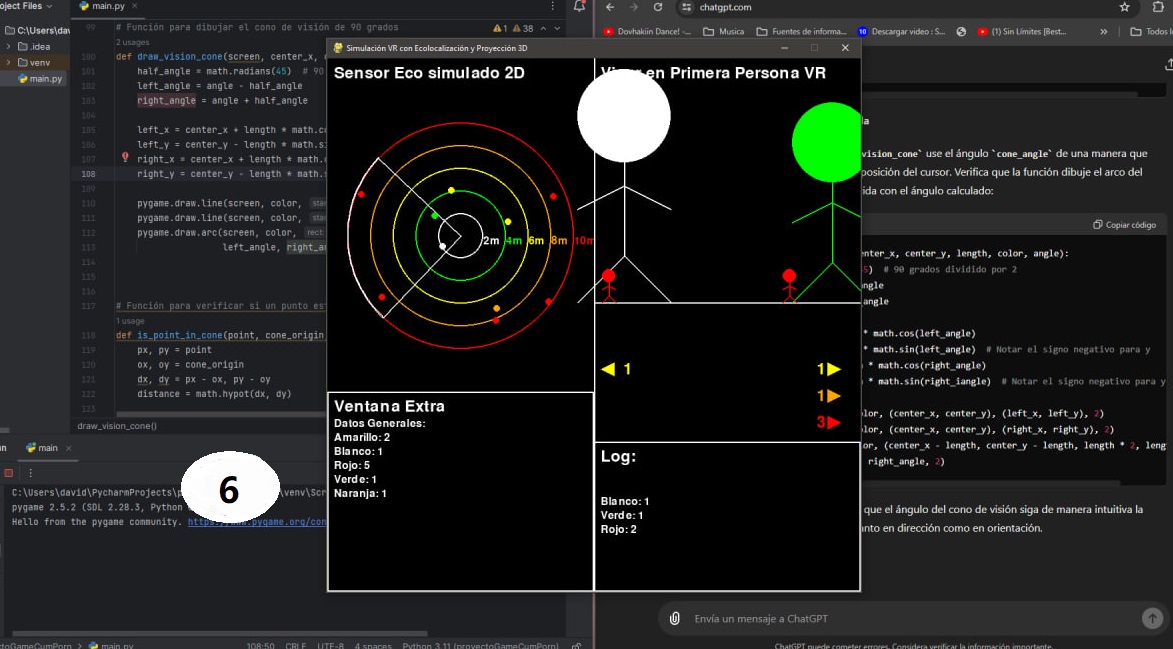 oject Files
main.py
C:\Users\dav
.idea
venv
main.py
99 # Función para dibujar el cono de visión de 90 grados
1 38
2 usages
100 def draw_vision_cone(screen, center_x,
101 half_angle = math.radians(45) # 90
102 left_angle = angle - half_angle
103 right_angle = angle + half_angle
104
105 left_x = center_x + length * math.co
106 left_y = center_y - length * math.s
107 right_x = center_x + length * math.
108 right_y = center_y - length * math.
109
110 pygame.draw.line(screen, color,
111 pygame.draw.line(screen, color,
112 pygame.draw.arc(screen, color, rect:
113 left_angle, right_an
114
115
116
117 # Función para verificar si un punto est
1 usage
118 def is_point_in_cone(point, cone_origin
119 px, py = point
120 ox, oy = cone_origin
121 dx, dy = px - ox, py - oy
122 distance = math.hypot(dx, dy)
123
draw_vision_cone()
main
C:\Users\david\PycharmProjects\p \venv\Scr
pygame 2.5.2 (SDL 2.28.3, Python
Hello from the pygame community. https://www.pygame.org/con
6
ctoGameCumPorn > main.py
108:50 CRLF UTF-8 4 spaces Python 3.11 (proyectoGameCumPorn)
Simulación VR con Ecolocalización y Proyección 3D
Sensor Eco simulado 2D
2m 4m 6m 8m 10m
en Primera Persona VR
1 1
1
3
Ventana Extra
Datos Generales:
Amarillo: 2
Blanco: 1
Rojo: 5
Verde: 1
Naranja: 1
Log:
Blanco: 1
Verde: 1
Rojo: 2
chatgpt.com
Dovhakiin Dance! -... Musica Fuentes de informa... Descargar video : S... (1) Sin Límites [Best... » Todos l
da
vision_cone` use el ángulo `cone_angle` de una manera que
posición del cursor. Verifica que la función dibuje el arco del
ida con el ángulo calculado:
Copiar código
enter_x, center_y, length, color, angle):
5) # 90 grados dividido por 2
ngle
angle
* math.cos(left_angle)
* math.sin(left_angle) # Notar el signo negativo para y
* math.cos(right_angle)
* math.sin(right_iangle) # Notar el signo negativo para y
lor, (center_x, center_y), (left_x, left_y), 2)
lor, (center_x, center_y), (right_x, right_y), 2)
or, (center_x - length, center_y - length, length * 2, leng
right_angle, 2)
que el ángulo del cono de visión siga de manera intuitiva la
anto en dirección como en orientación.
Envía un mensaje a ChatGPT
ChatGPT puede cometer errores. Considera verificar la información importante.